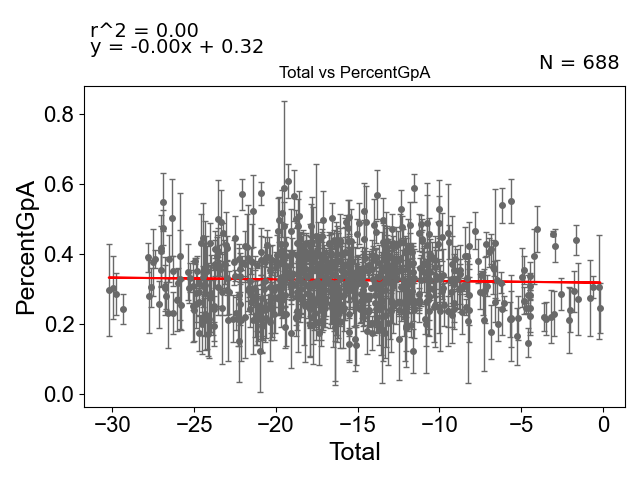 r^2 = 0.00
y = -0.00x + 0.32
N = 688
Total vs PercentGpA
PercentGpA
0.8
0.6
0.4
0.2
0.0
−30 −25 −20 −15 −10 −5 0
Total